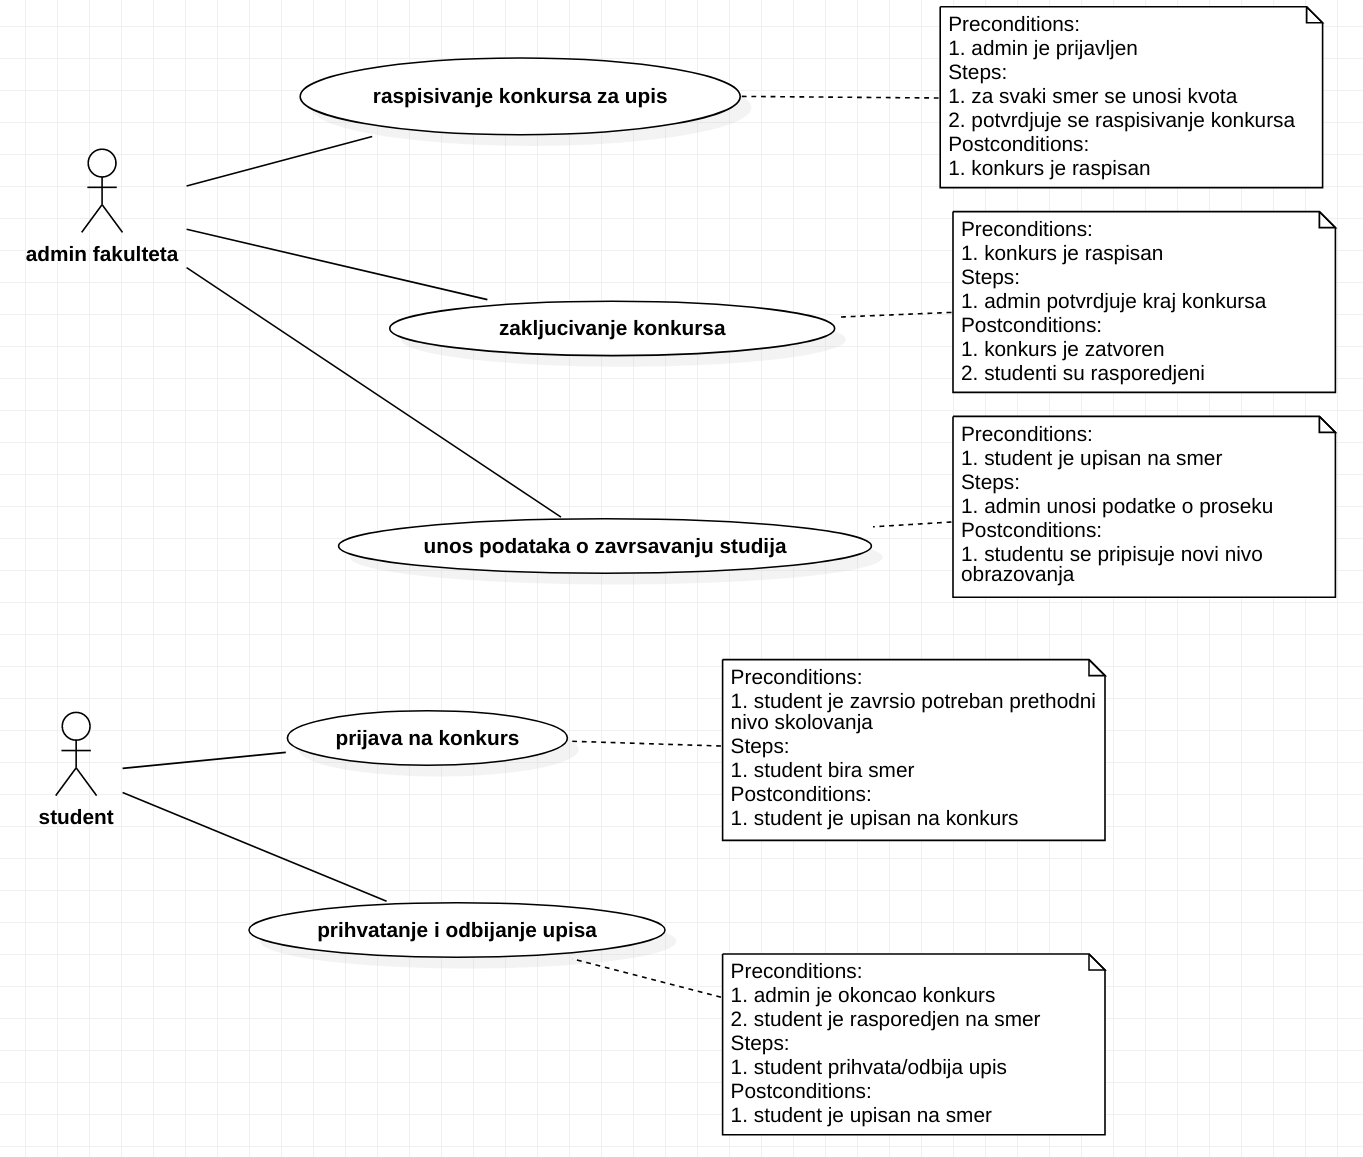 raspisivanje konkursa za upis
Preconditions:
1. admin je prijavljen
Steps:
1. za svaki smer se unosi kvota
2. potvrdjuje se raspisivanje konkursa
Postconditions:
1. konkurs je raspisan
admin fakulteta
zakljucivanje konkursa
Preconditions:
1. konkurs je raspisan
Steps:
1. admin potvrdjuje kraj konkursa
Postconditions:
1. konkurs je zatvoren
2. studenti su rasporedjeni
unos podataka o zavrsavanju studija
Preconditions:
1. student je upisan na smer
Steps:
1. admin unosi podatke o proseku
Postconditions:
1. studentu se pripisuje novi nivo
obrazovanja
student
prijava na konkurs
Preconditions:
1. student je zavrsio potreban prethodni
nivo skolovanja
Steps:
1. student bira smer
Postconditions:
1. student je upisan na konkurs
prihvatanje i odbijanje upisa
Preconditions:
1. admin je okoncao konkurs
2. student je rasporedjen na smer
Steps:
1. student prihvata/odbija upis
Postconditions:
1. student je upisan na smer